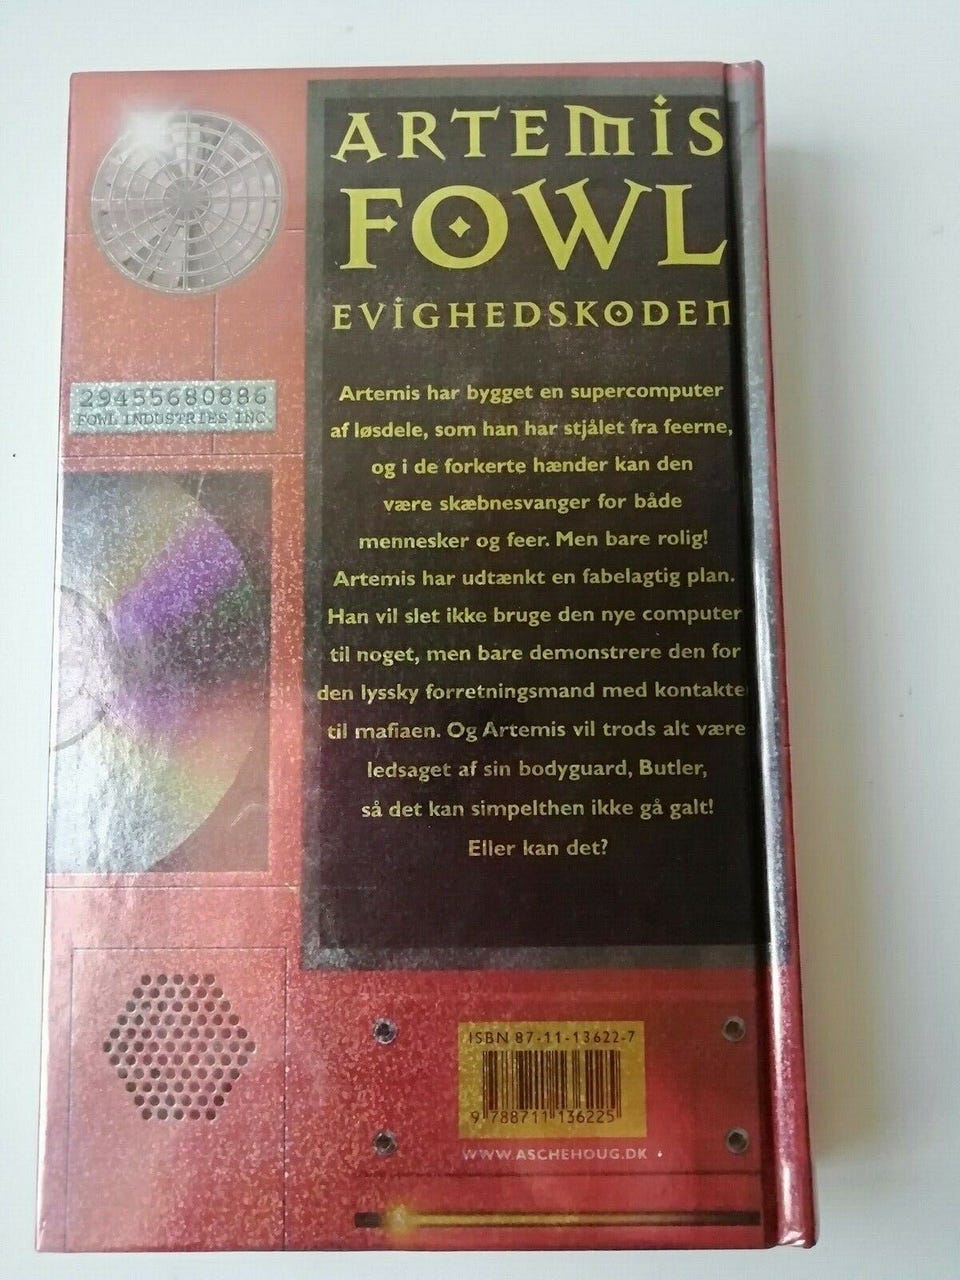 ARTEMIS
FOWL
EVIGHEDSKODEN
29455680886
FOWL INDUSTRIES INC
Artemis har bygget en supercomputer
af løsdele, som han har stjålet fra feerne,
og i de forkerte hænder kan den
være skæbnesvanger for både
mennesker og feer. Men bare rolig!
Artemis har udtænkt en fabelagtig plan.
Han vil slet ikke bruge den nye computer
til noget, men bare demonstrere den for
den lyssky forretningsmand med kontakte
til mafiaen. Og Artemis vil trods alt være
ledsaget af sin bodyguard, Butler,
så det kan simpelthen ikke gå galt!
Eller kan det?
ISBN 87-11-13622-7
9 788711 136225
WWW.ASCHEHOUG.DK